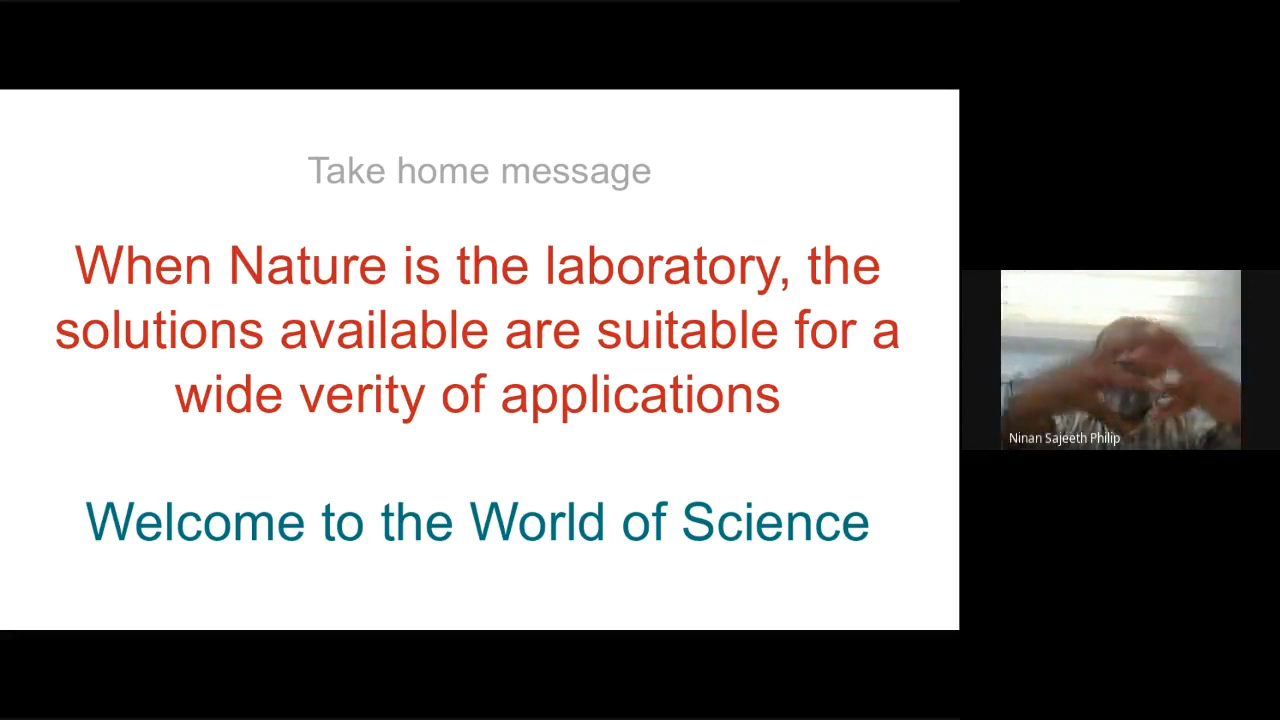 Take home message
When Nature is the laboratory, the
solutions available are suitable for a
wide verity of applications
Welcome to the World of Science
Ninan Sajeeth Philip